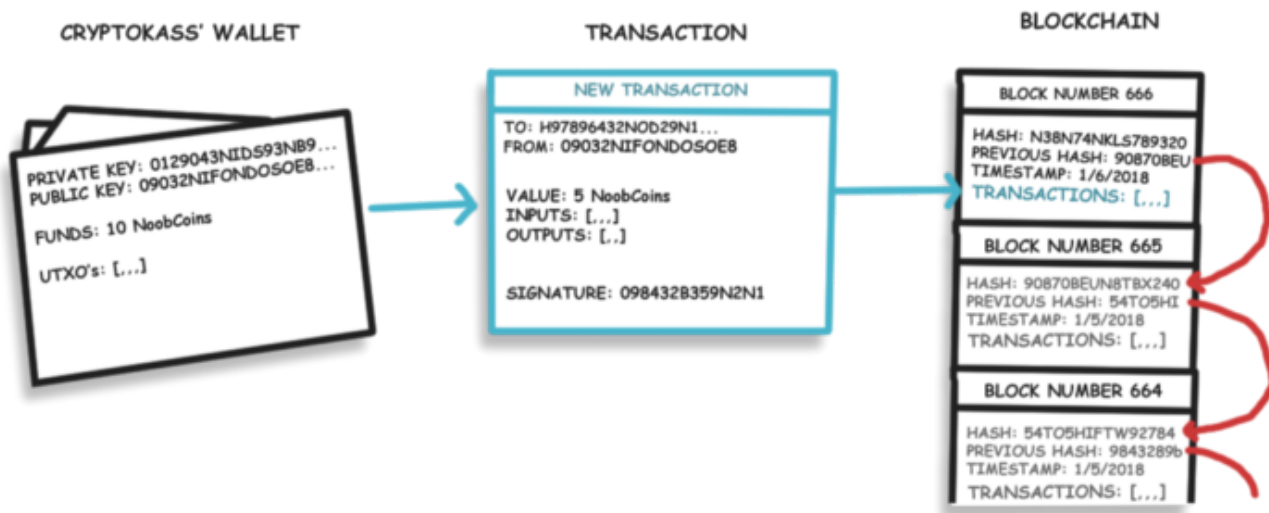 CRYPTOKASS' WALLET
PRIVATE KEY: 0129043NIDS93NB9...
PUBLIC KEY: 09032NIFONDOSOE8...
FUNDS: 10 NoobCoins
UTXO's: [,,,]
TRANSACTION
NEW TRANSACTION
TO: H97896432NOD29N1...
FROM: 09032NIFONDOSOE8
VALUE: 5 NoobCoins
INPUTS: [,,,]
OUTPUTS: [,,]
SIGNATURE: 098432B359N2N1
BLOCKCHAIN
BLOCK NUMBER 666
HASH: N38N74NKLS789320
PREVIOUS HASH: 90870BEU
TIMESTAMP: 1/6/2018
TRANSACTIONS: [,,,]
BLOCK NUMBER 665
HASH: 90870BEUN8TBX240
PREVIOUS HASH: 54TO5HI
TIMESTAMP: 1/5/2018
TRANSACTIONS: [,,,]
BLOCK NUMBER 664
HASH: 54TO5HIFTW92784
PREVIOUS HASH: 9843289b
TIMESTAMP: 1/5/2018
TRANSACTIONS: [,,,]